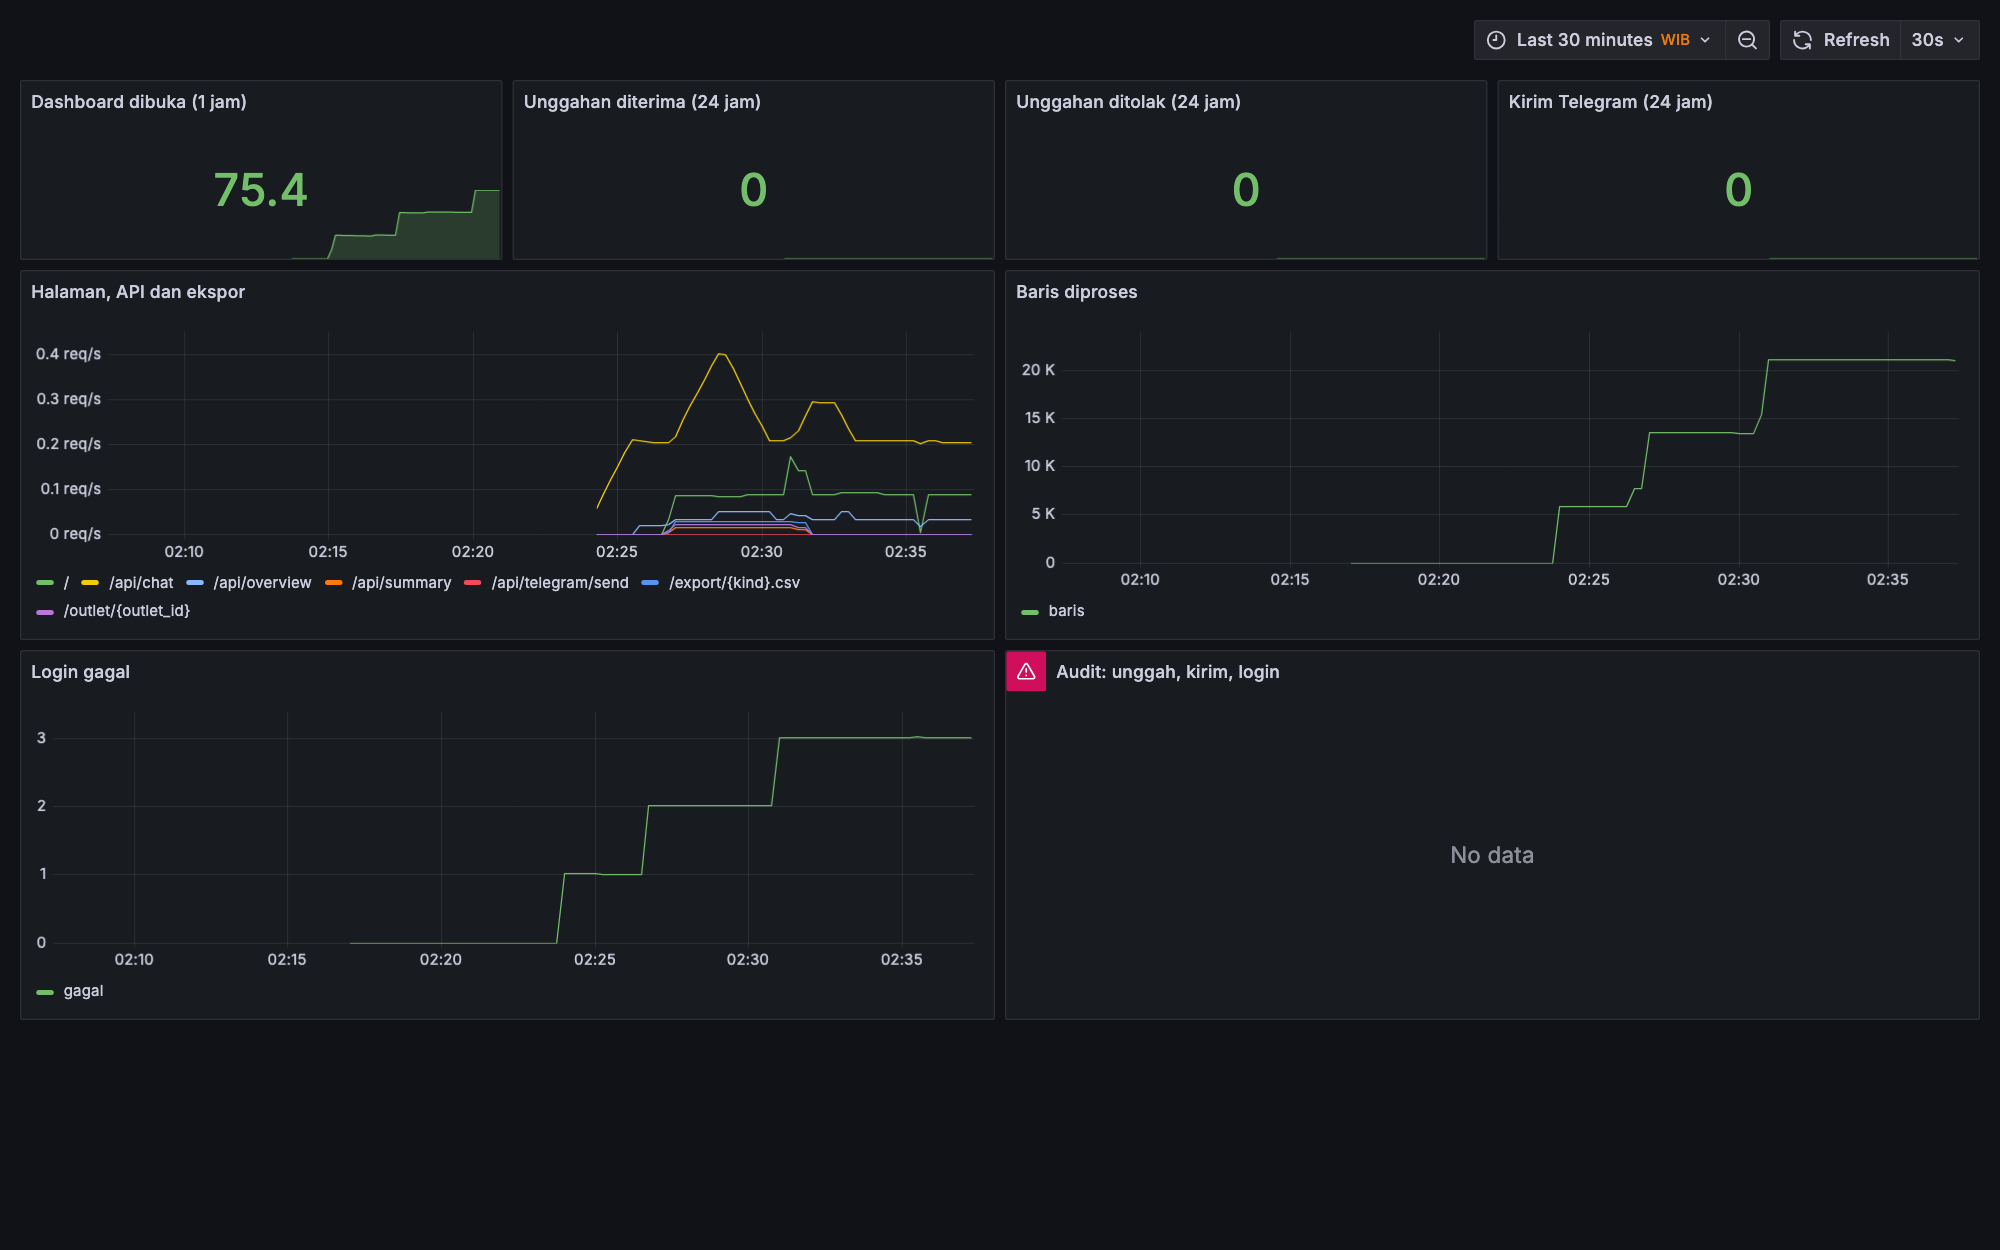 Last 30 minutes WIB
Refresh 30s
Dashboard dibuka (1 jam)
75.4
Unggahan diterima (24 jam)
0
Unggahan ditolak (24 jam)
0
Kirim Telegram (24 jam)
0
Halaman, API dan ekspor
0.4 req/s
0.3 req/s
0.2 req/s
0.1 req/s
0 req/s
02:10 02:15 02:20 02:25 02:30 02:35
/ /api/chat /api/overview /api/summary /api/telegram/send /export/{kind}.csv
/outlet/{outlet_id}
Baris diproses
20 K
15 K
10 K
5 K
0
02:10 02:15 02:20 02:25 02:30 02:35
baris
Login gagal
3
2
1
0
02:10 02:15 02:20 02:25 02:30 02:35
gagal
Audit: unggah, kirim, login
No data